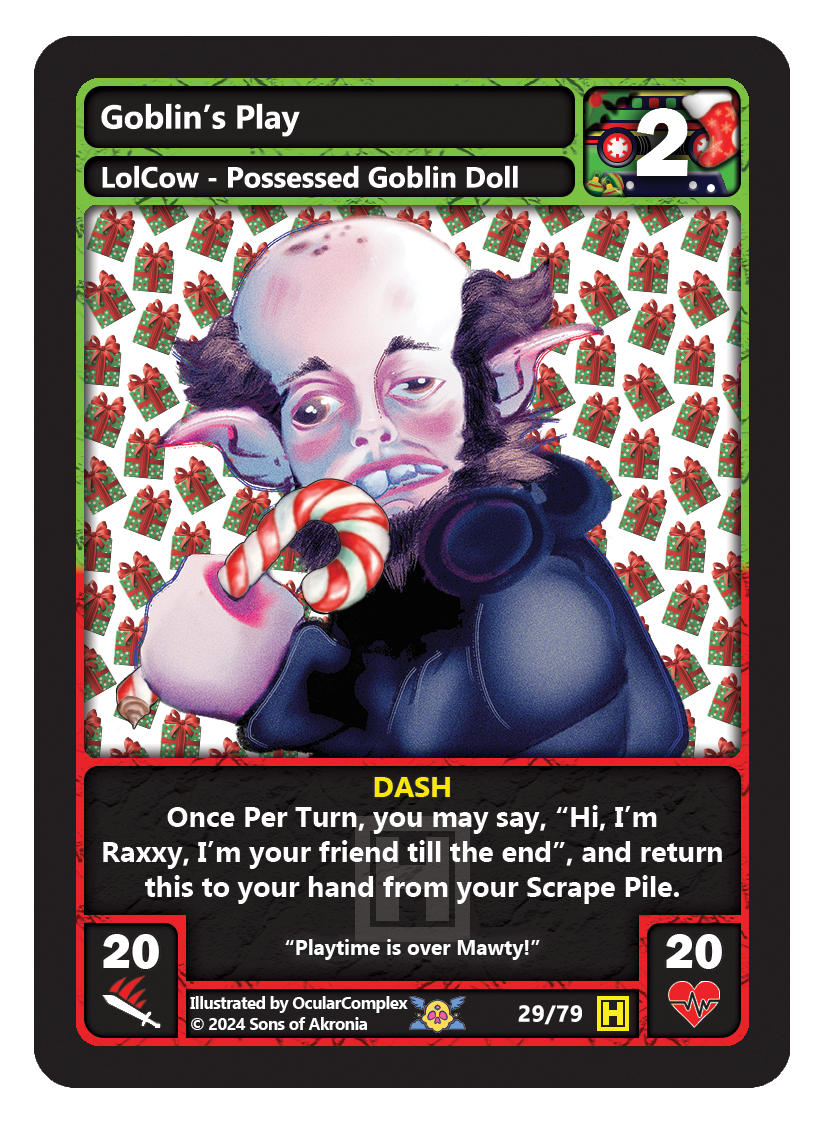 Goblin’s Play
2
LolCow - Possessed Goblin Doll
DASH
Once Per Turn, you may say, “Hi, I’m
Raxxy, I’m your friend till the end”, and return
this to your hand from your Scrape Pile.
H
“Playtime is over Mawty!”
20
20
Illustrated by OcularComplex
© 2024 Sons of Akronia
29/79
H